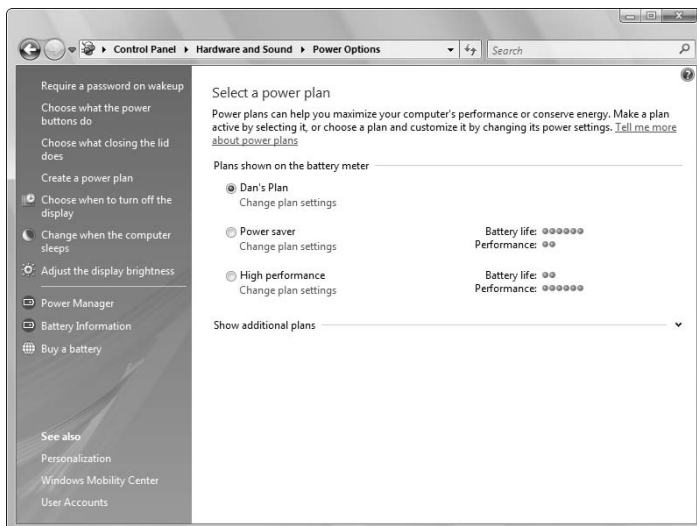 Control Panel ▸ Hardware and Sound ▸ Power Options
Search
Require a password on wakeup
Choose what the power
buttons do
Choose what closing the lid
does
Create a power plan
Choose when to turn off the
display
Change when the computer
sleeps
Adjust the display brightness
Power Manager
Battery Information
Buy a battery
See also
Personalization
Windows Mobility Center
User Accounts
Select a power plan
Power plans can help you maximize your computer's performance or conserve energy. Make a plan
active by selecting it, or choose a plan and customize it by changing its power settings. Tell me more
about power plans
Plans shown on the battery meter
Dan's Plan
Change plan settings
Power saver Battery life:
Change plan settings Performance:
High performance Battery life:
Change plan settings Performance:
Show additional plans